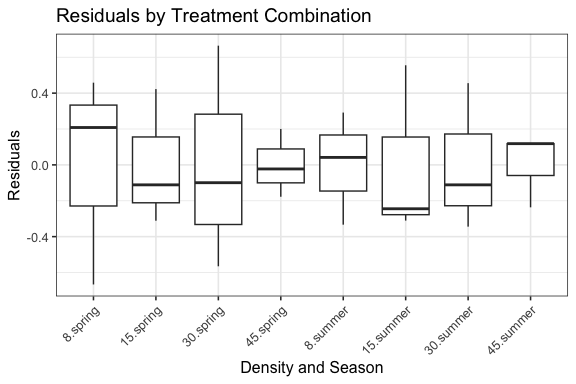 Residuals by Treatment Combination
Residuals
0.4
0.0
-0.4
8.spring
15.spring
30.spring
45.spring
8.summer
15.summer
30.summer
45.summer
Density and Season